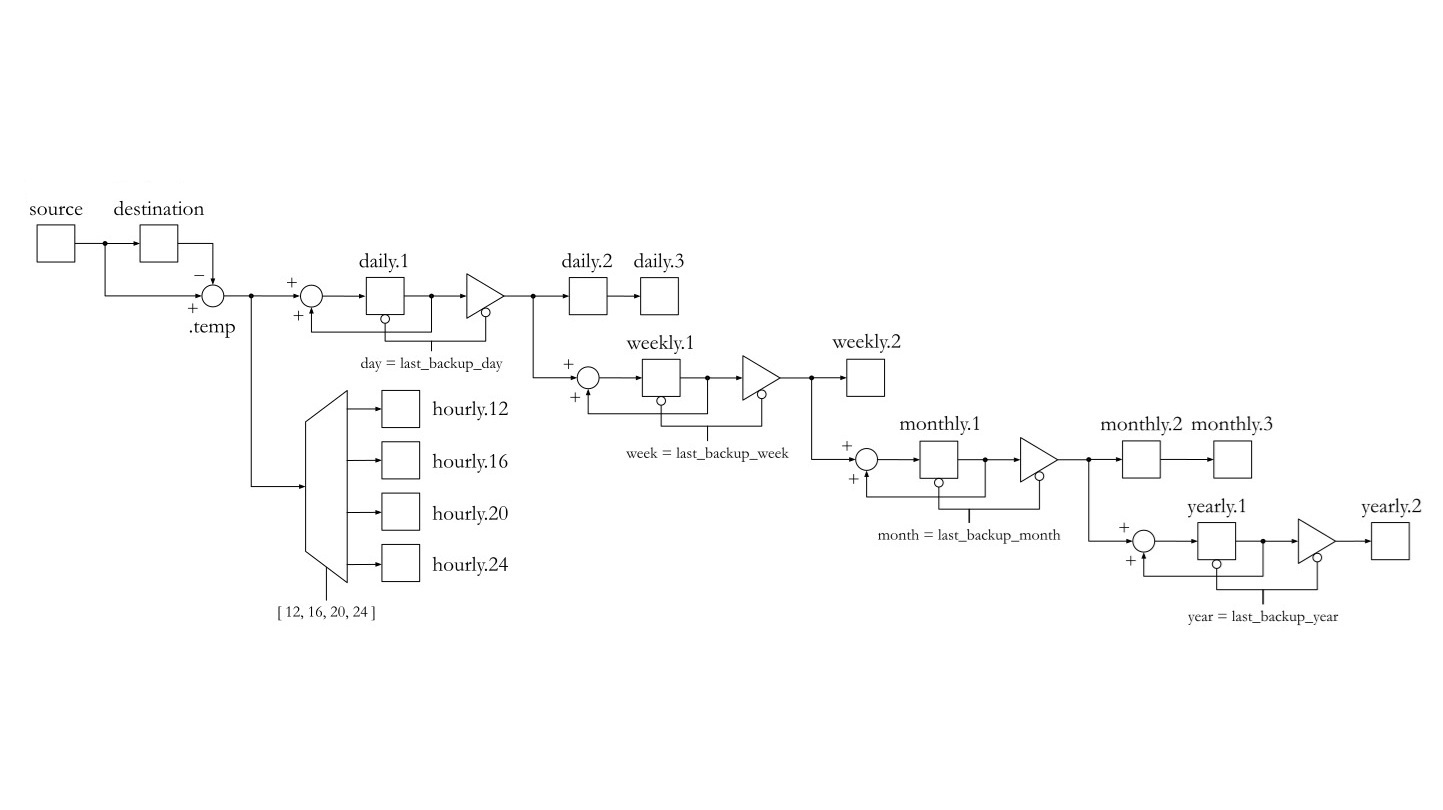 source
destination
−
+
.temp
+
+
daily.1
day = last_backup_day
daily.2
daily.3
+
+
weekly.1
week = last_backup_week
weekly.2
hourly.12
hourly.16
hourly.20
hourly.24
[ 12, 16, 20, 24 ]
+
+
monthly.1
month = last_backup_month
monthly.2
monthly.3
+
+
yearly.1
year = last_backup_year
yearly.2